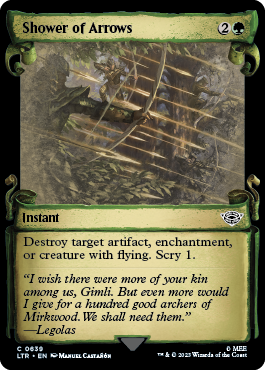 Shower of Arrows 2
Instant
Destroy target artifact, enchantment,
or creature with flying. Scry 1.
“I wish there were more of your kin
among us, Gimli. But even more would
I give for a hundred good archers of
Mirkwood. We shall need them.”
—Legolas
C 0639
LTR • EN Manuel Castañón
& © MEE
™ & © 2023 Wizards of the Coast